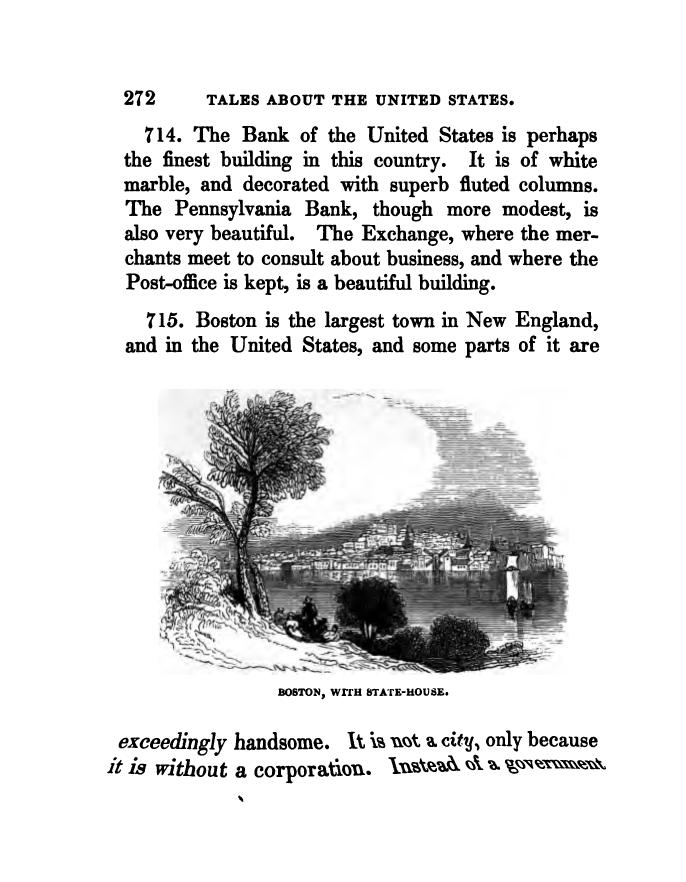 272 TALES ABOUT THE UNITED STATES.
714. The Bank of the United States is perhaps
the finest building in this country. It is of white
marble, and decorated with superb fluted columns.
The Pennsylvania Bank, though more modest, is
also very beautiful. The Exchange, where the mer-
chants meet to consult about business, and where the
Post-office is kept, is a beautiful building.
715. Boston is the largest town in New England,
and in the United States, and some parts of it are
BOSTON, WITH STATE-HOUSE.
exceedingly handsome. It is not a city, only because
it is without a corporation. Instead of a government